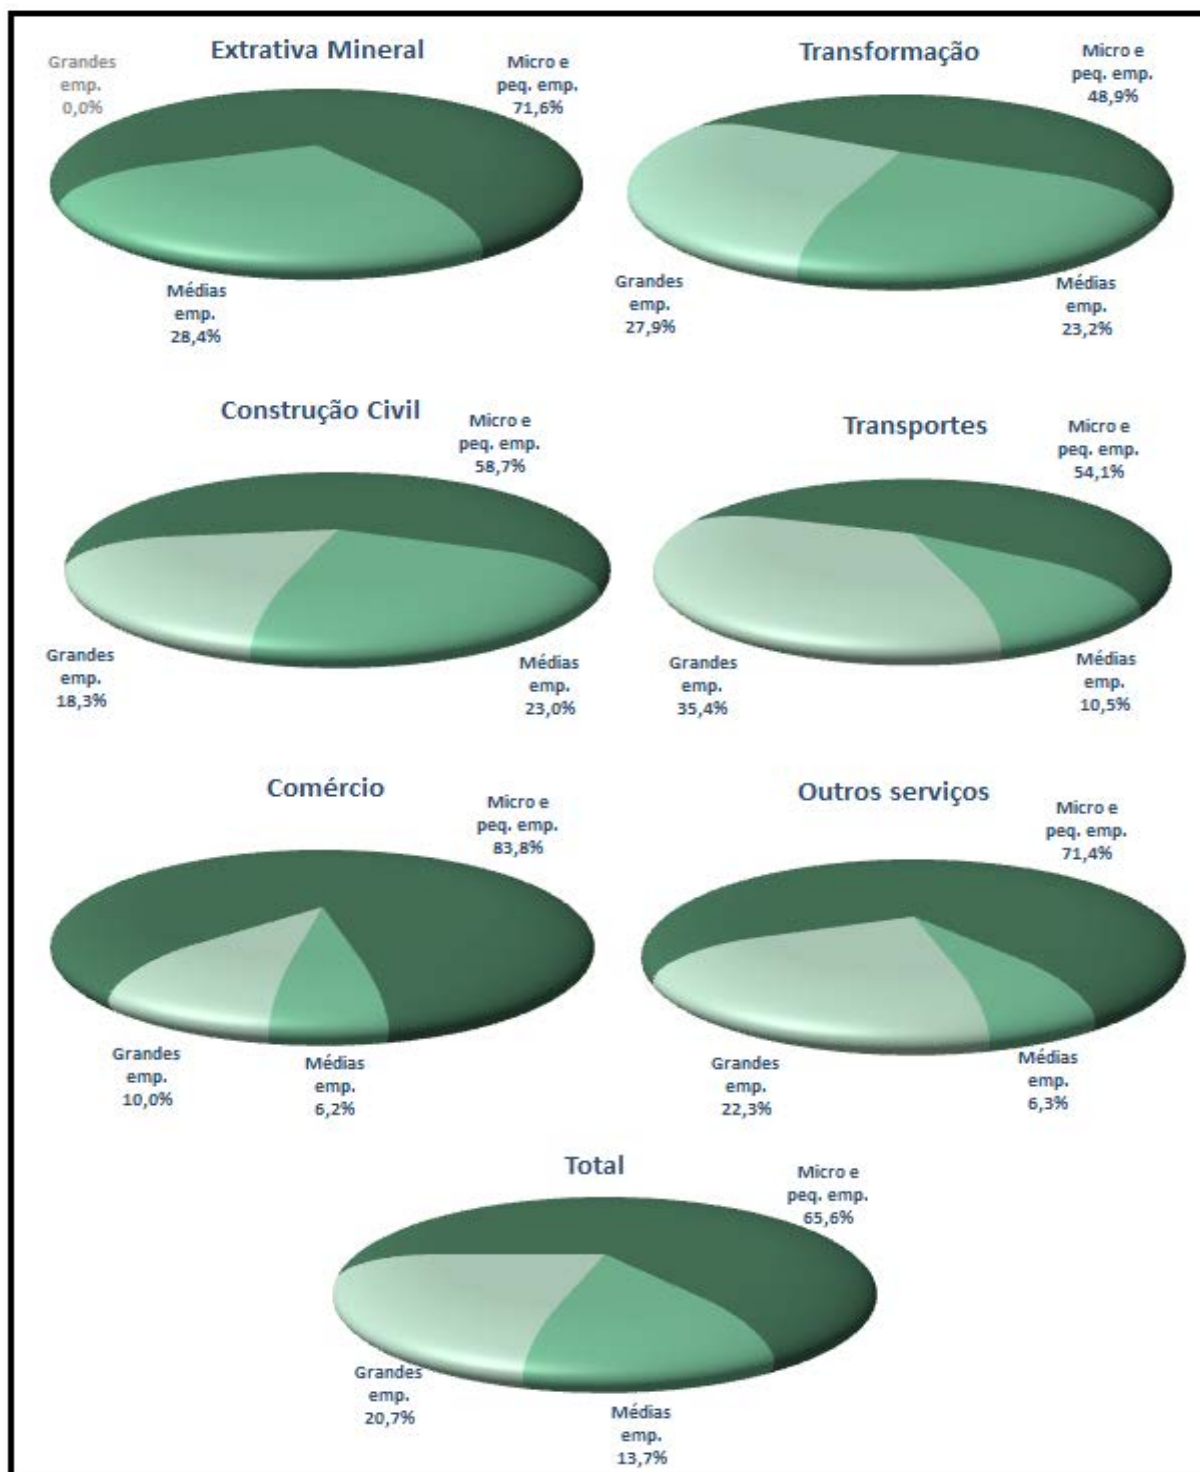 Extrativa Mineral
Grandes
emp.
0,0%
Micro e
peq. emp.
71,6%
Médias
emp.
28,4%
Transformação
Micro e
peq. emp.
48,9%
Grandes
emp.
27,9%
Médias
emp.
23,2%
Construção Civil
Micro e
peq. emp.
58,7%
Grandes
emp.
18,3%
Médias
emp.
23,0%
Transportes
Micro e
peq. emp.
54,1%
Grandes
emp.
35,4%
Médias
emp.
10,5%
Comércio
Micro e
peq. emp.
83,8%
Grandes
emp.
10,0%
Médias
emp.
6,2%
Outros serviços
Micro e
peq. emp.
71,4%
Grandes
emp.
22,3%
Médias
emp.
6,3%
Total
Micro e
peq. emp.
65,6%
Grandes
emp.
20,7%
Médias
emp.
13,7%